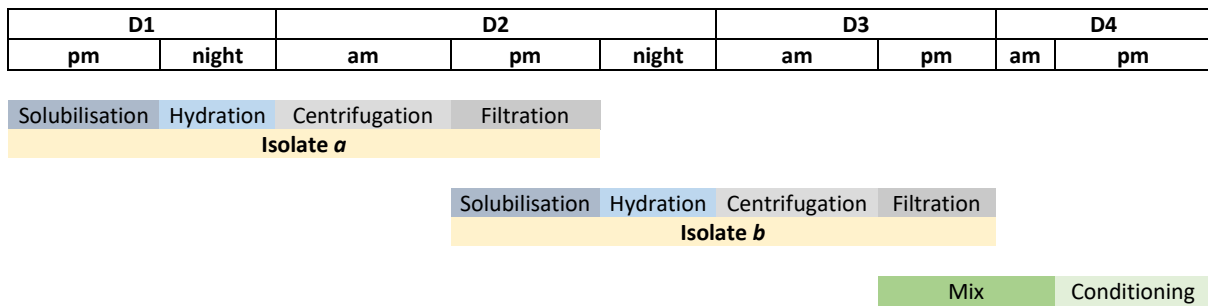 D1 D2 D3 D4
pm night am pm night am pm am pm
Solubilisation Hydration Centrifugation Filtration
Isolate a
Solubilisation Hydration Centrifugation Filtration
Isolate b
Mix Conditioning